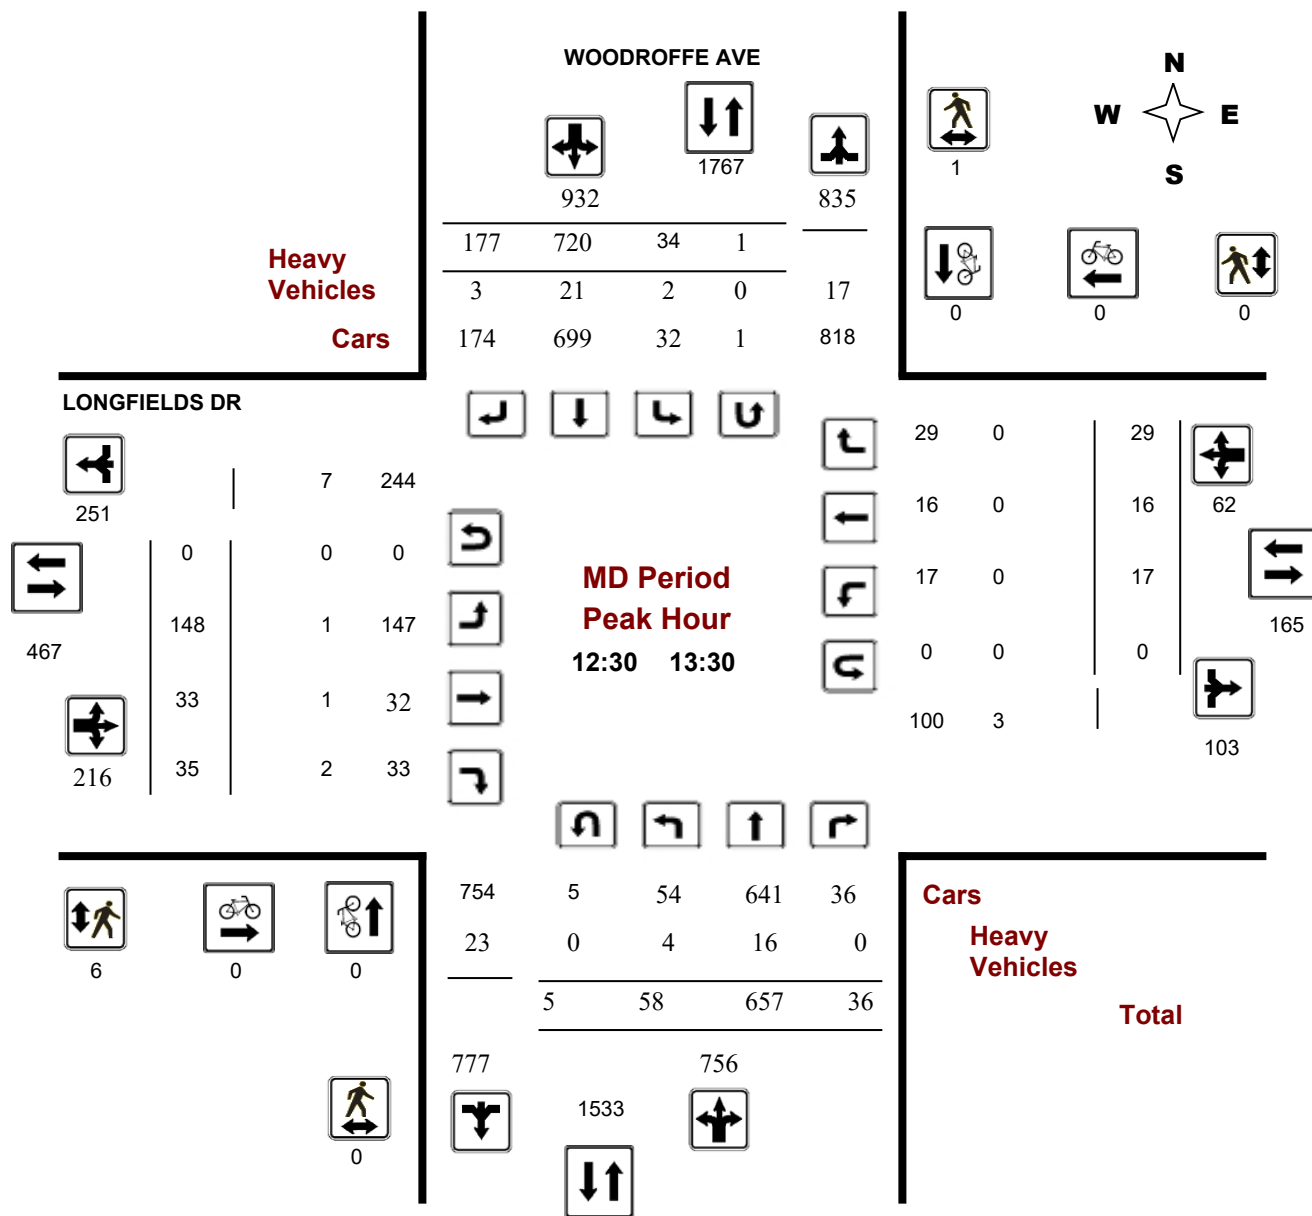 WOODROFFE AVE
N
W E
S
1767
1
932 835
177 720 34 1
Heavy
Vehicles
3 21 2 0 17
0 0 0
Cars 174 699 32 1 818
LONGFIELDS DR
29 0 29
7 244
251
16 0 16 62
0 0 0
MD Period
17 0 17
Peak Hour
148 1 147
165
467
12:30 13:30
0 0 0
33 1 32
100 3
103
216 35 2 33
754 5 54 641 36 Cars
23 0 4 16 0 Heavy
Vehicles
6 0 0
5 58 657 36 Total
777 756
1533
0